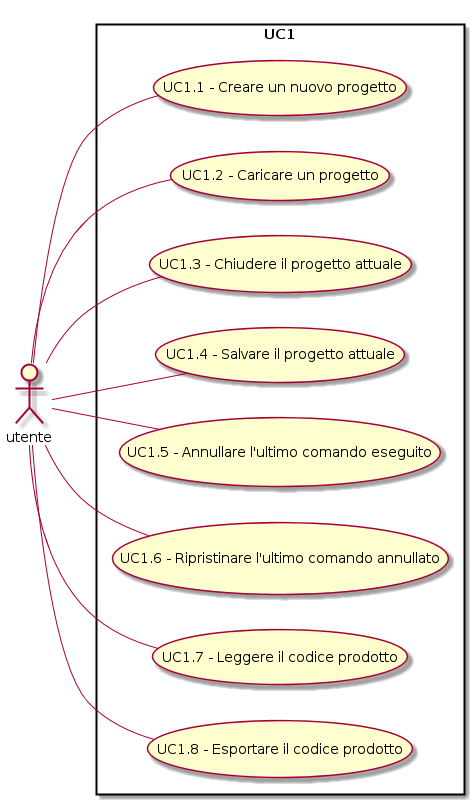 UC1
UC1.1 - Creare un nuovo progetto
UC1.2 - Caricare un progetto
UC1.3 - Chiudere il progetto attuale
UC1.4 - Salvare il progetto attuale
utente
UC1.5 - Annullare l'ultimo comando eseguito
UC1.6 - Ripristinare l'ultimo comando annullato
UC1.7 - Leggere il codice prodotto
UC1.8 - Esportare il codice prodotto